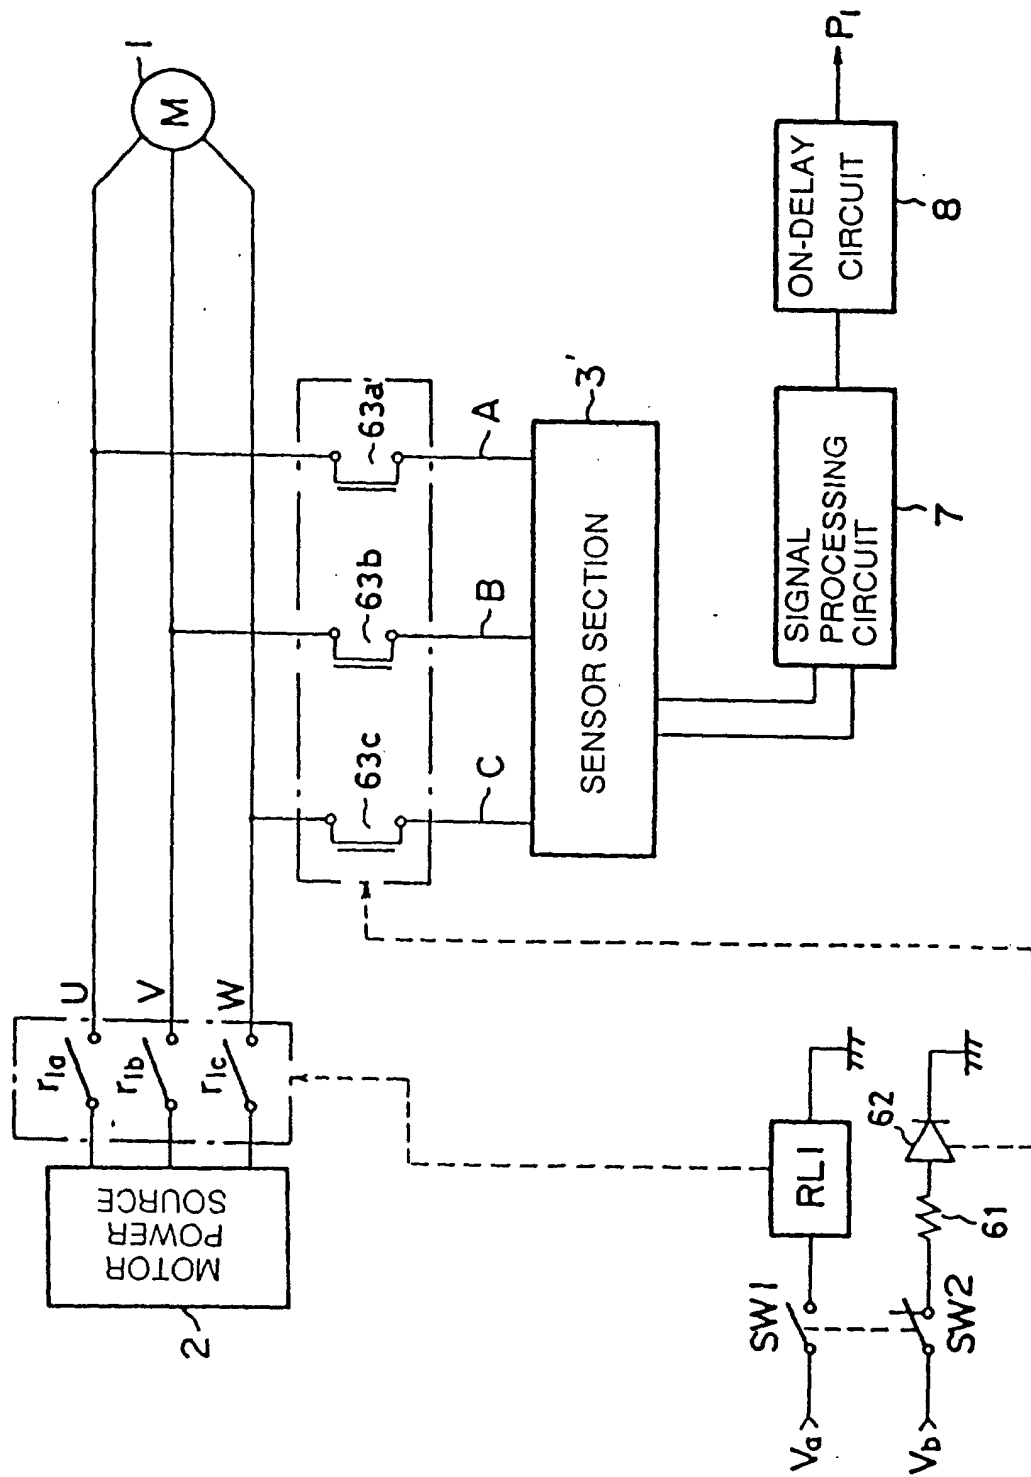 MOTOR
POWER
SOURCE
2
r1a
r1b
r1c
U
V
W
M
1
63a'
63b
63c
A
B
C
SENSOR SECTION
3'
SIGNAL
PROCESSING
CIRCUIT
7
ON-DELAY
CIRCUIT
8
P1
Va
SW1
RL1
Vb
SW2
61
62